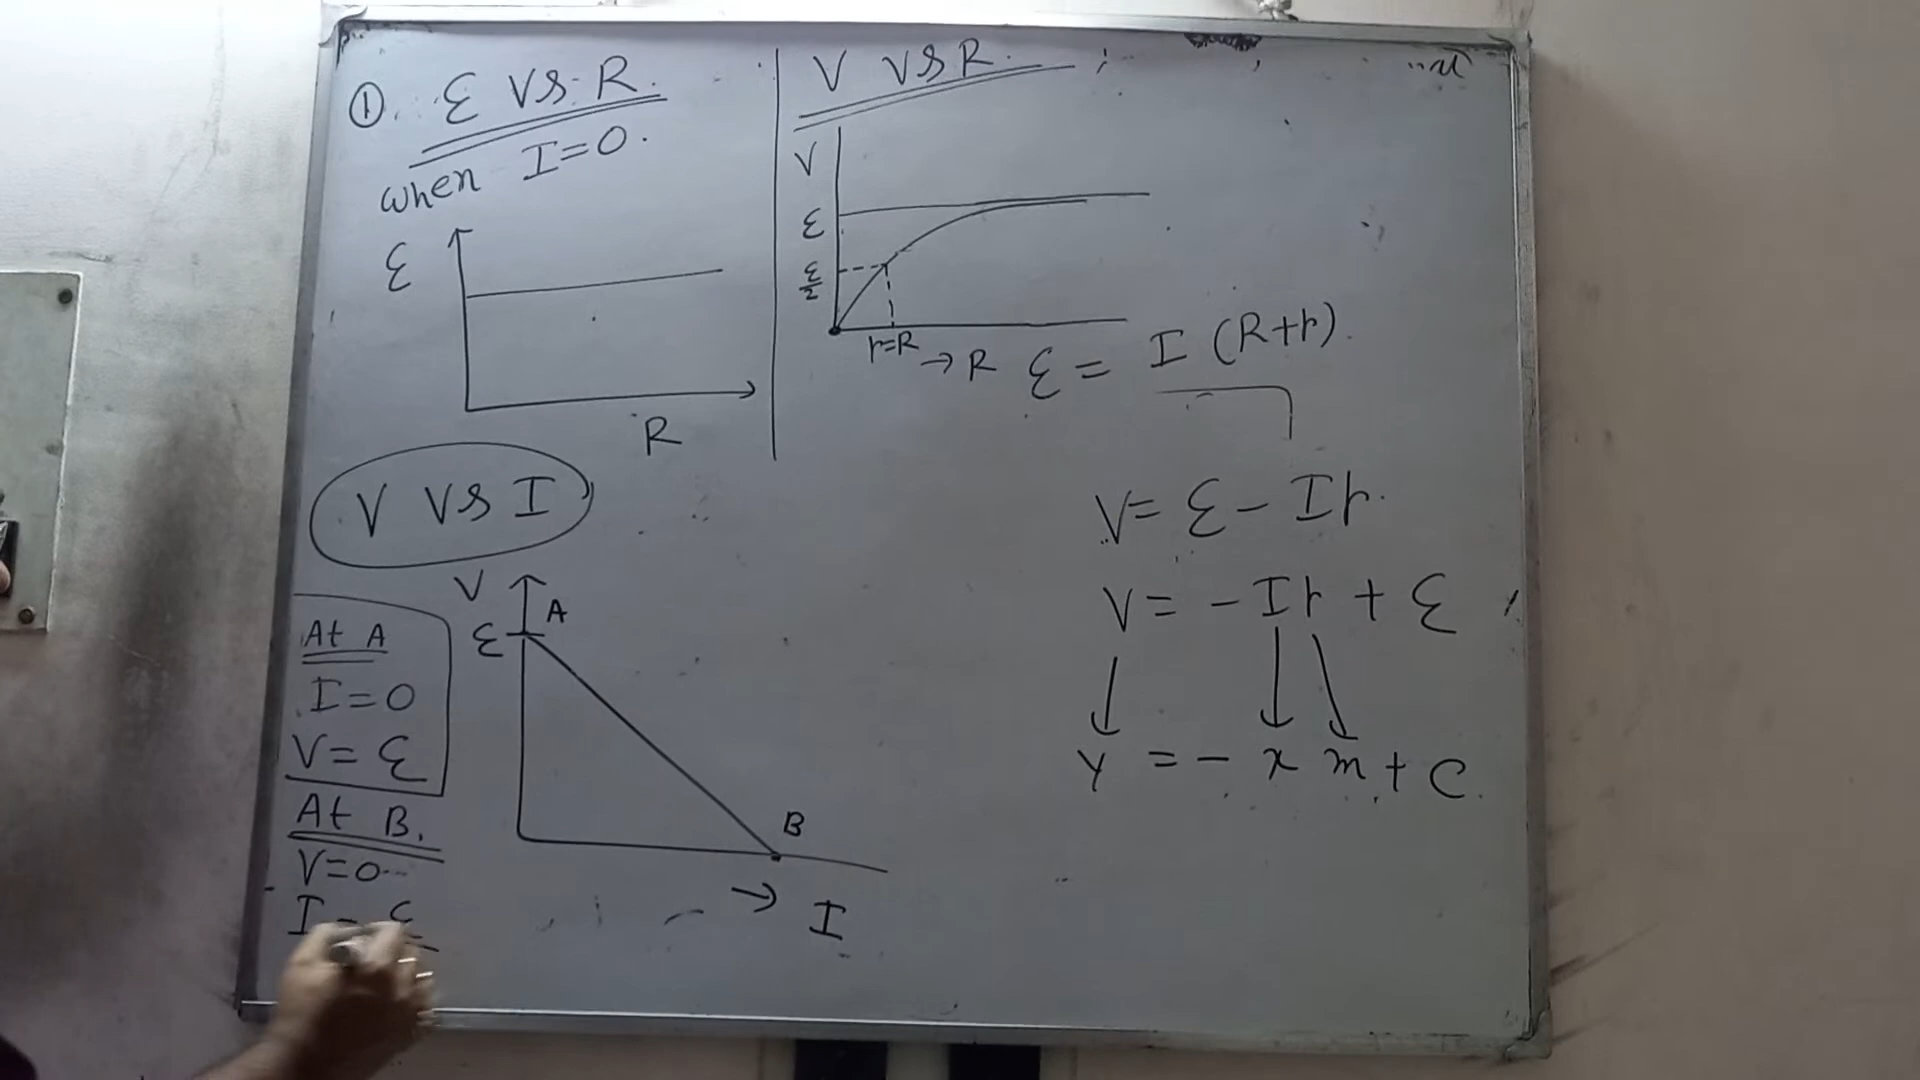 ① ε vs R.
when I=0.
ε
R
V vs R.
V
ε
ε/2
r=R
→ R
ε = I (R+r).
V vs I
V
ε
A
B
→ I
At A
I=0
V= ε
At B.
V=0
I = ε
V= ε - Ir.
V= - Ir + ε
y = - x m + c.